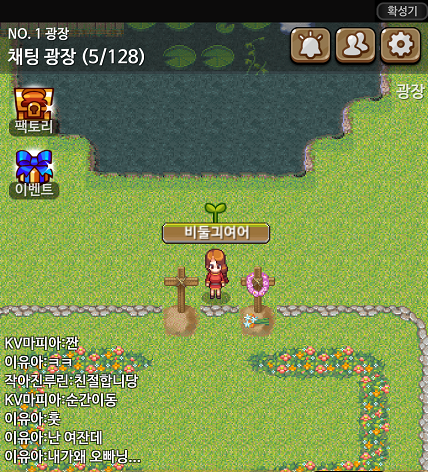 확성기
NO. 1 광장
채팅 광장 (5/128)
광장
팩토리
이벤트
비둘긔여어
KV마피아:짠
이유아:ㅋㅋ
작아진루린:친절합니당
KV마피아:순간이동
이유아:훗
이유아:난 여잔데
이유아:내가왜 오빠닝...